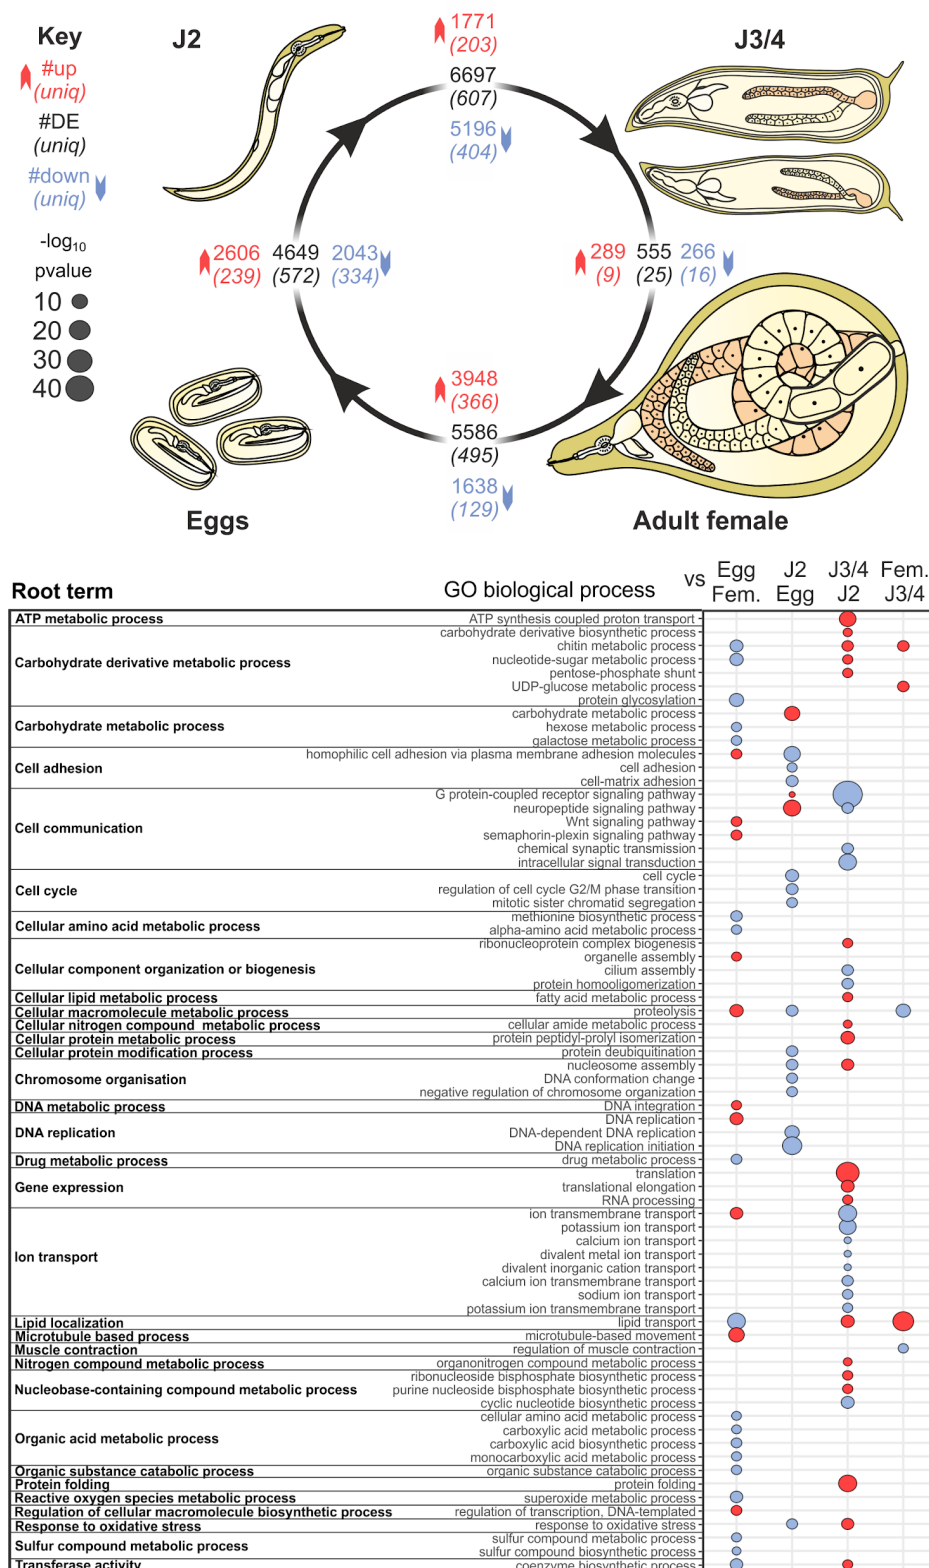 Key
#up
(uniq)
#DE
(uniq)
#down
(uniq)
-log10
pvalue
10
20
30
40
J2
1771
(203)
6697
(607)
5196
(404)
J3/4
2606 4649 2043
(239) (572) (334)
289 555 266
(9) (25) (16)
3948
(366)
5586
(495)
1638
(129)
Eggs
Adult female
Root term
GO biological process
vs
Egg J2 J3/4 Fem.
Fem. Egg J2 J3/4
ATP metabolic process
ATP synthesis coupled proton transport
Carbohydrate derivative metabolic process
carbohydrate derivative biosynthetic process
chitin metabolic process
nucleotide-sugar metabolic process
pentose-phosphate shunt
UDP-glucose metabolic process
protein glycosylation
Carbohydrate metabolic process
carbohydrate metabolic process
hexose metabolic process
galactose metabolic process
Cell adhesion
homophilic cell adhesion via plasma membrane adhesion molecules
cell adhesion
cell-matrix adhesion
Cell communication
G protein-coupled receptor signaling pathway
neuropeptide signaling pathway
Wnt signaling pathway
semaphorin-plexin signaling pathway
chemical synaptic transmission
intracellular signal transduction
Cell cycle
cell cycle
regulation of cell cycle G2/M phase transition
mitotic sister chromatid segregation
Cellular amino acid metabolic process
methionine biosynthetic process
alpha-amino acid metabolic process
Cellular component organization or biogenesis
ribonucleoprotein complex biogenesis
organelle assembly
cilium assembly
protein homooligomerization
Cellular lipid metabolic process
fatty acid metabolic process
Cellular macromolecule metabolic process
proteolysis
Cellular nitrogen compound metabolic process
cellular amide metabolic process
Cellular protein metabolic process
protein peptidyl-prolyl isomerization
Cellular protein modification process
protein deubiquitination
Chromosome organisation
nucleosome assembly
DNA conformation change
negative regulation of chromosome organization
DNA metabolic process
DNA integration
DNA replication
DNA replication
DNA-dependent DNA replication
DNA replication initiation
Drug metabolic process
drug metabolic process
Gene expression
translation
translational elongation
RNA processing
Ion transport
ion transmembrane transport
potassium ion transport
calcium ion transport
divalent metal ion transport
divalent inorganic cation transport
calcium ion transmembrane transport
sodium ion transport
potassium ion transmembrane transport
Lipid localization
lipid transport
Microtubule based process
microtubule-based movement
Muscle contraction
regulation of muscle contraction
Nitrogen compound metabolic process
organonitrogen compound metabolic process
Nucleobase-containing compound metabolic process
ribonucleoside bisphosphate biosynthetic process
purine nucleoside bisphosphate biosynthetic process
cyclic nucleotide biosynthetic process
Organic acid metabolic process
cellular amino acid metabolic process
carboxylic acid metabolic process
carboxylic acid biosynthetic process
monocarboxylic acid metabolic process
Organic substance catabolic process
organic substance catabolic process
Protein folding
protein folding
Reactive oxygen species metabolic process
superoxide metabolic process
Regulation of cellular macromolecule biosynthetic process
regulation of transcription, DNA-templated
Response to oxidative stress
response to oxidative stress
Sulfur compound metabolic process
sulfur compound metabolic process
sulfur compound biosynthetic process
Transferase activity
coenzyme biosynthetic process